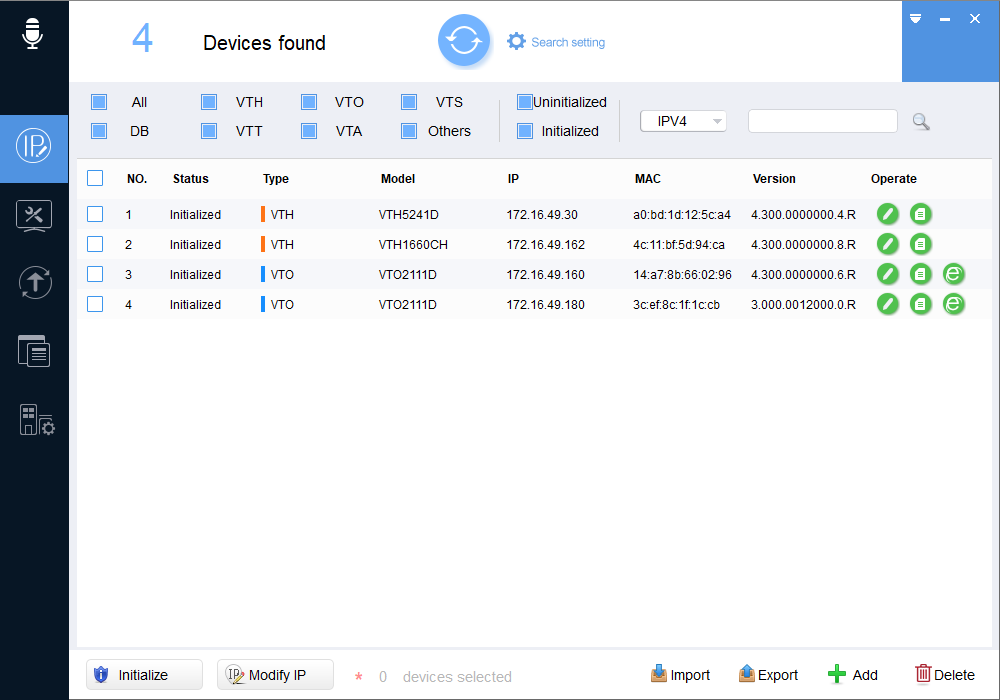 4 Devices found Search setting
All VTH VTO VTS Uninitialized
DB VTT VTA Others Initialized
IPV4
IP
NO. Status Type Model IP MAC Version Operate
1 Initialized VTH VTH5241D 172.16.49.30 a0:bd:1d:12:5c:a4 4.300.0000000.4.R
2 Initialized VTH VTH1660CH 172.16.49.162 4c:11:bf:5d:94:ca 4.300.0000000.8.R
3 Initialized VTO VTO2111D 172.16.49.160 14:a7:8b:66:02:96 4.300.0000000.6.R
4 Initialized VTO VTO2111D 172.16.49.180 3c:ef:8c:1f:1c:cb 3.000.0012000.0.R
Initialize IP Modify IP * 0 devices selected Import Export Add Delete